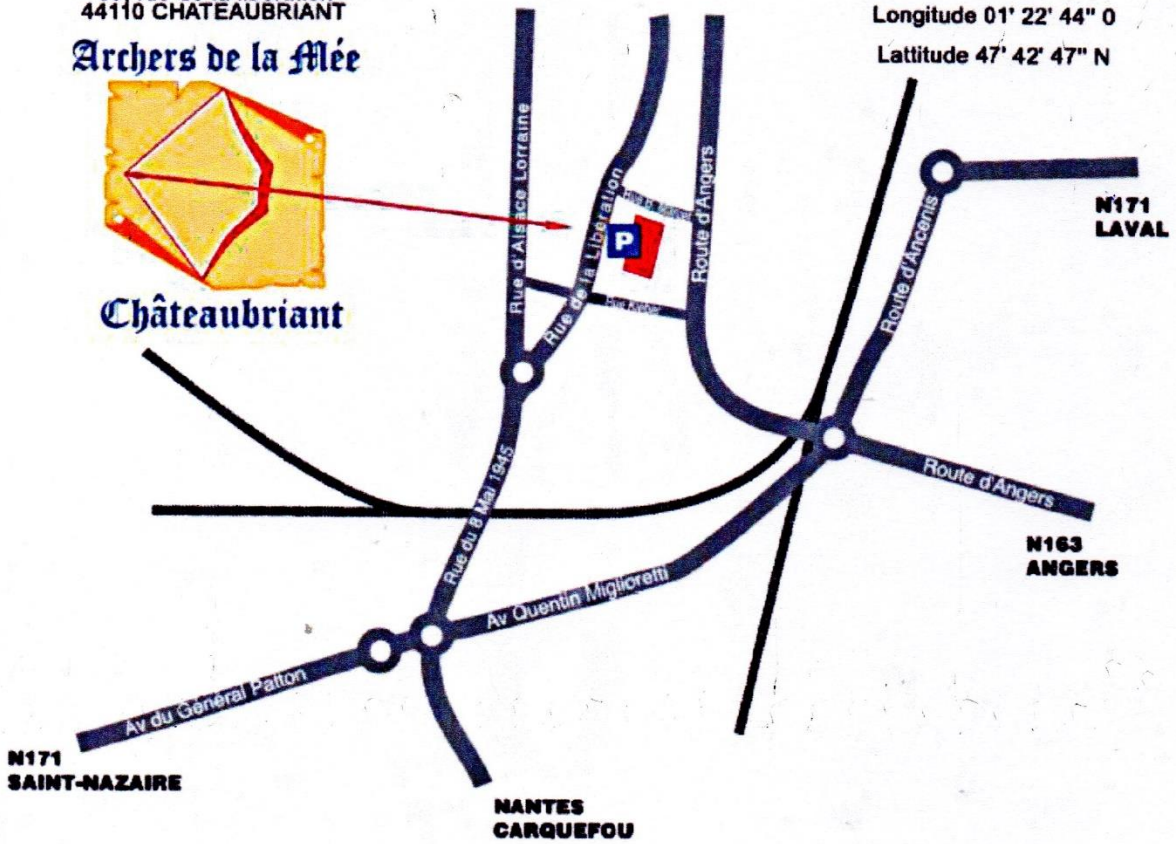 44110 CHATEAUBRIANT
Archers de la Mée
Châteaubriant
Longitude 01' 22' 44" O
Lattitude 47' 42' 47" N
Rue d'Alsace Lorraine
Rue de la Libération
Route d'Angers
P
Rue Kleber
Route d'Ancenis
N171
LAVAL
Route d'Angers
N163
ANGERS
Rue du 8 Mai 1945
Av Quentin Miglioretti
Av du Général Patton
N171
SAINT-NAZAIRE
NANTES
CARQUEFOU